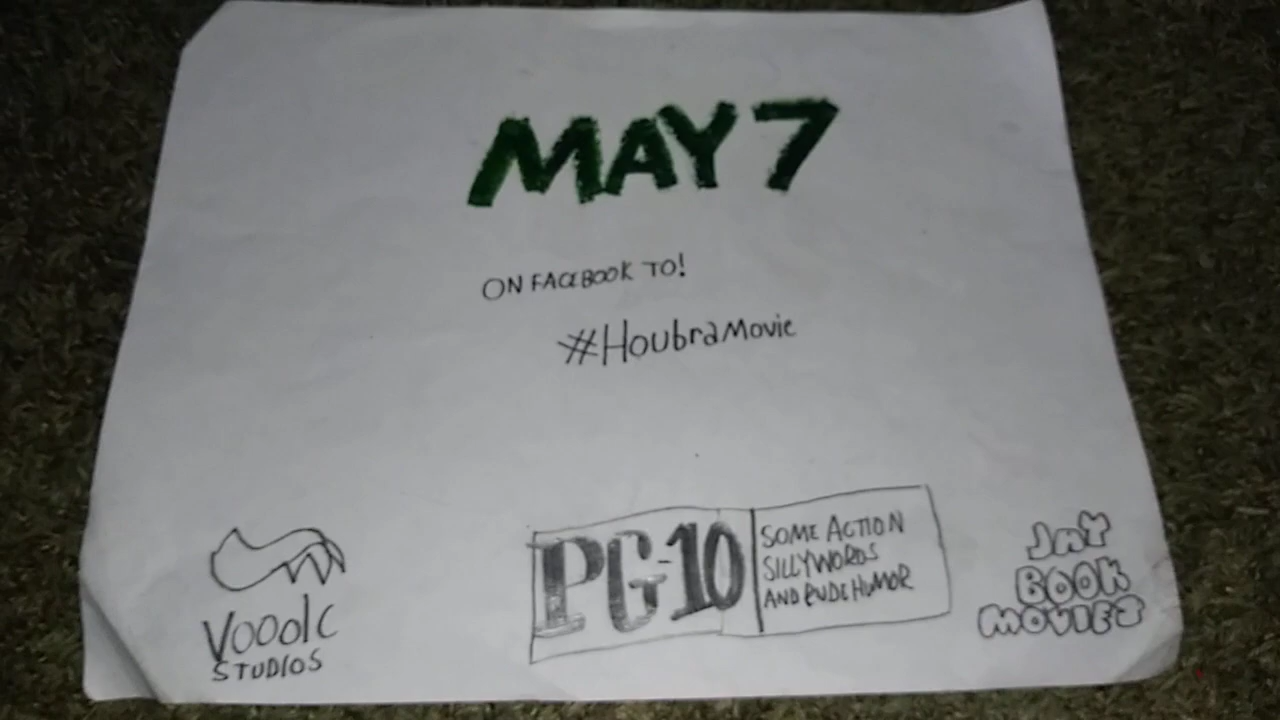 MAY 7
ON FACEBOOK TO!
#HoubraMovie
PG-10
SOME ACTION
SILLY WORDS
AND RUDE HUMOR
VOOOLC
STUDIOS
JAY
BOOK
MOVIES